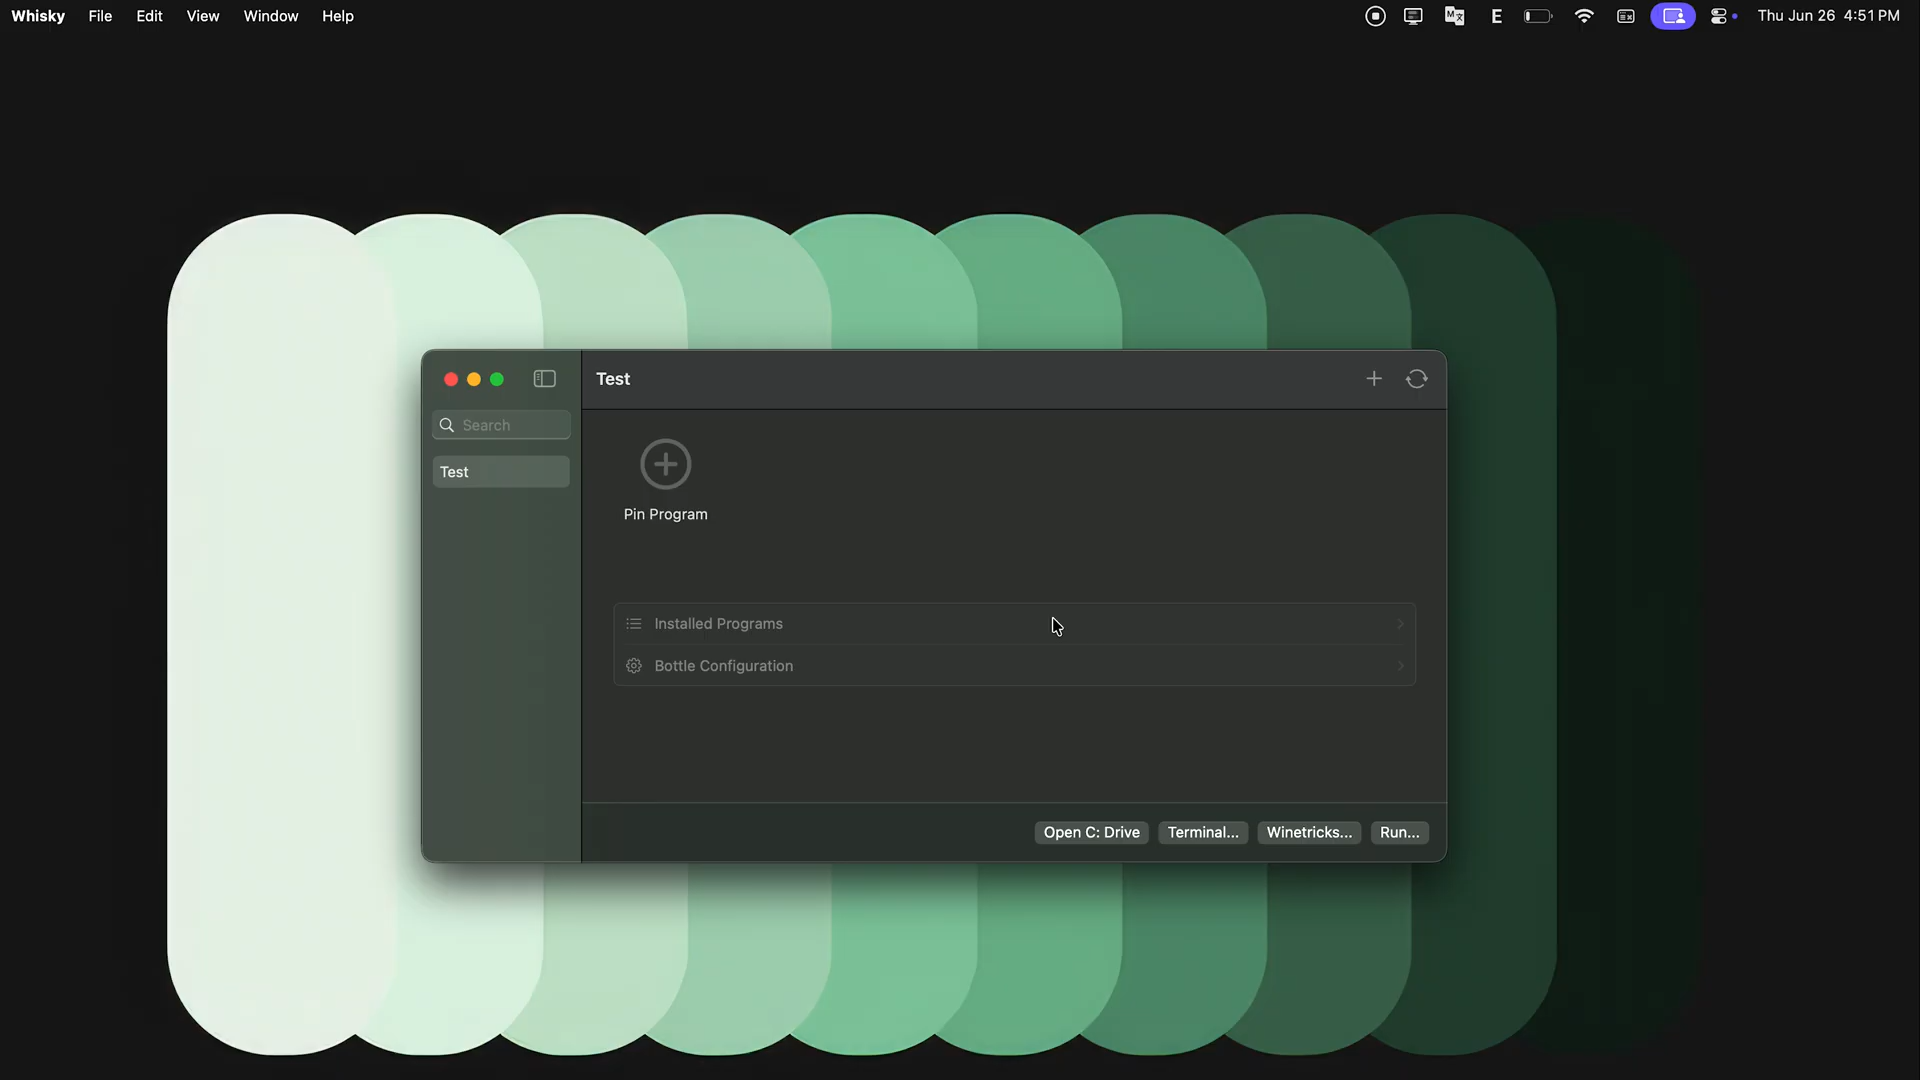 Whisky File Edit View Window Help E Thu Jun 26 4:51 PM
Test
Search
Test
Pin Program
Installed Programs
Bottle Configuration
Open C: Drive Terminal... Winetricks... Run...